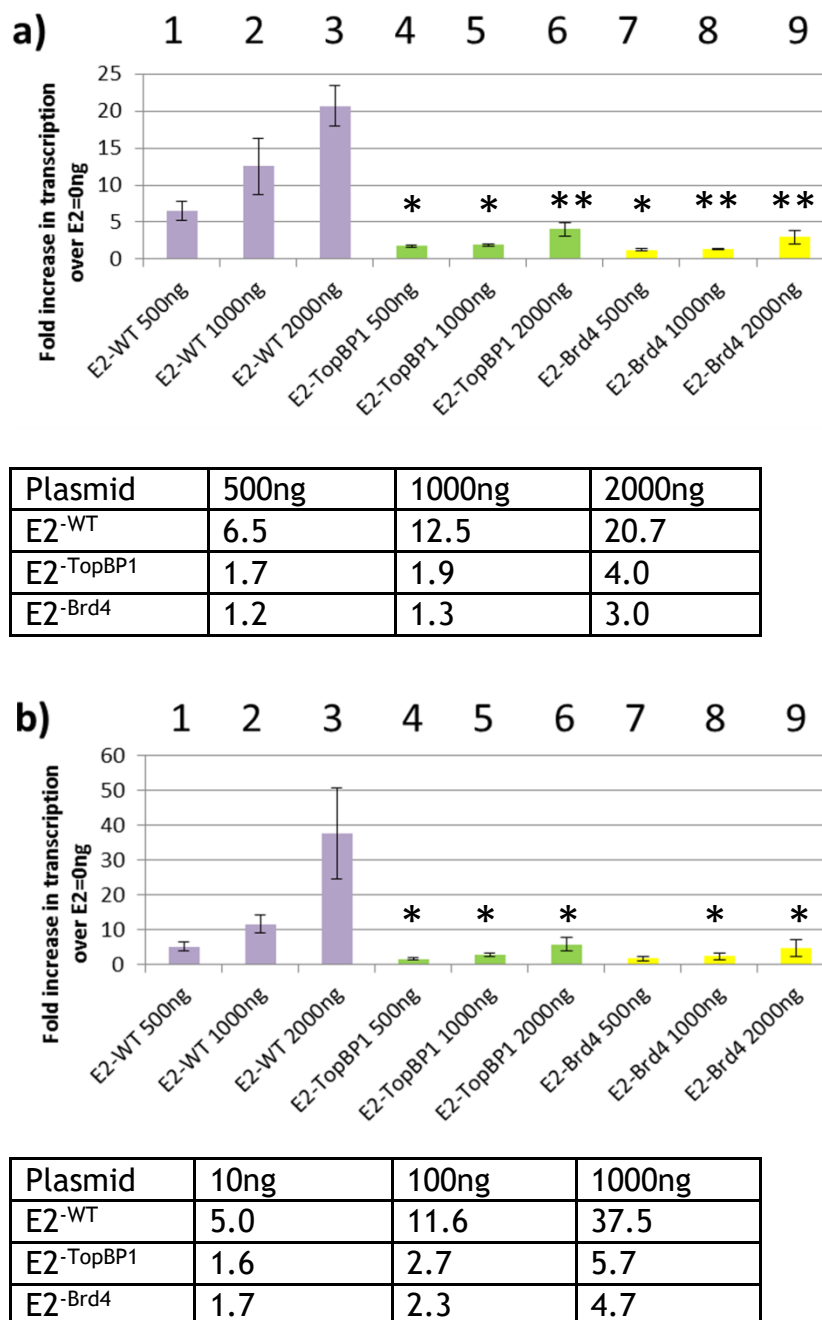 a) 1 2 3 4 5 6 7 8 9
Fold increase in transcription
over E2=0ng
25
20
15
10
5
0
* * ** * ** **
E2-WT 500ng
E2-WT 1000ng
E2-WT 2000ng
E2-TopBP1 500ng
E2-TopBP1 1000ng
E2-TopBP1 2000ng
E2-Brd4 500ng
E2-Brd4 1000ng
E2-Brd4 2000ng
Plasmid 500ng 1000ng 2000ng
E2-WT 6.5 12.5 20.7
E2-TopBP1 1.7 1.9 4.0
E2-Brd4 1.2 1.3 3.0
b) 1 2 3 4 5 6 7 8 9
Fold increase in transcription
over E2=0ng
60
50
40
30
20
10
0
* * * * *
E2-WT 500ng
E2-WT 1000ng
E2-WT 2000ng
E2-TopBP1 500ng
E2-TopBP1 1000ng
E2-TopBP1 2000ng
E2-Brd4 500ng
E2-Brd4 1000ng
E2-Brd4 2000ng
Plasmid 10ng 100ng 1000ng
E2-WT 5.0 11.6 37.5
E2-TopBP1 1.6 2.7 5.7
E2-Brd4 1.7 2.3 4.7